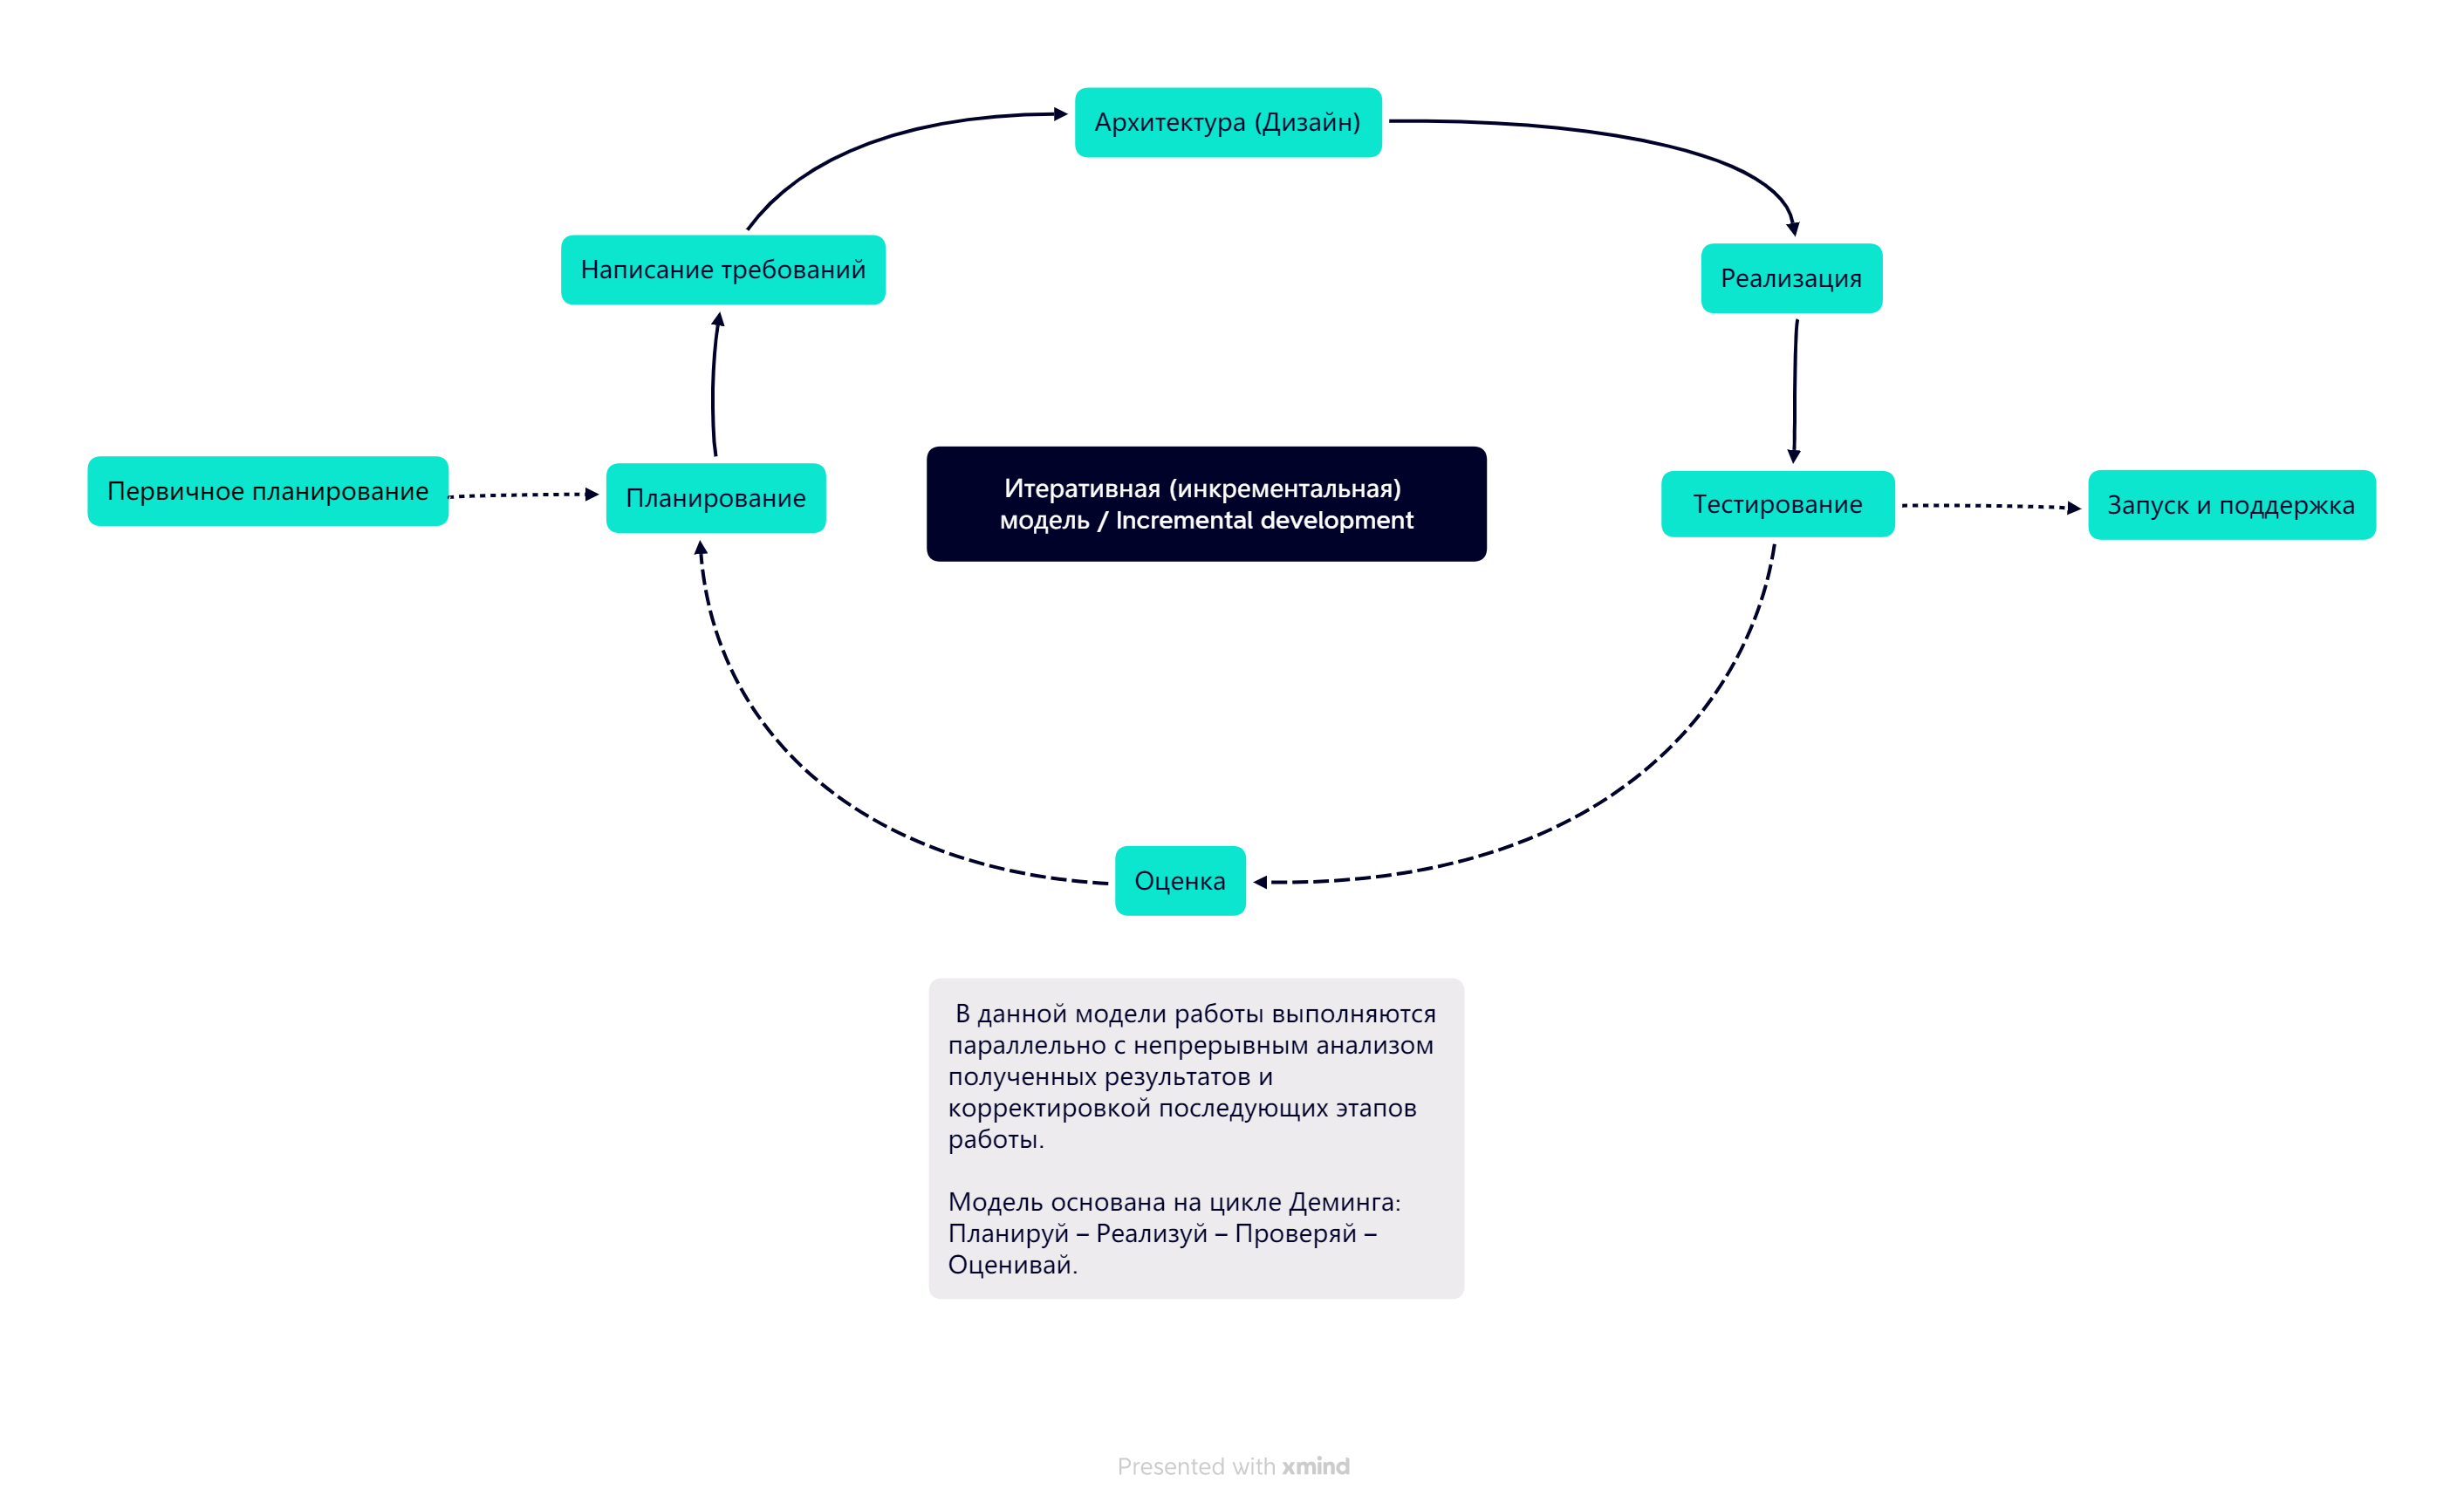 Архитектура (Дизайн)
Написание требований
Реализация
Первичное планирование
Планирование
Итеративная (инкрементальная)
модель / Incremental development
Тестирование
Запуск и поддержка
Оценка
В данной модели работы выполняются
параллельно с непрерывным анализом
полученных результатов и
корректировкой последующих этапов
работы.
Модель основана на цикле Деминга:
Планируй – Реализуй – Проверяй –
Оценивай.
Presented with xmind